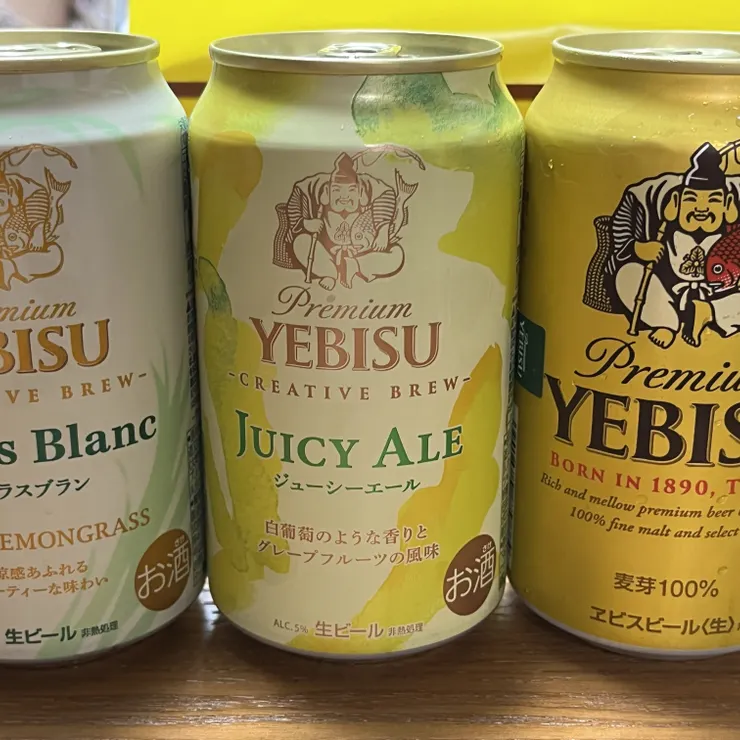 mium
BISU
VE BREW-
s Blanc
ラスブラン
EMONGRASS
涼感あふれる
ーティーな味わい
お酒
生ビール 非熱処理
Premium
YEBISU
-CREATIVE BREW-
JUICY ALE
ジューシーエール
白葡萄のような香りと
グレープフルーツの風味
お酒
ALC.5% 生ビール 非熱処理
YEBISU
Premiu
YEBIS
BORN IN 1890, T
Rich and mellow premium beer
100% fine malt and select
麦芽100%
ヱビスビール〈生〉